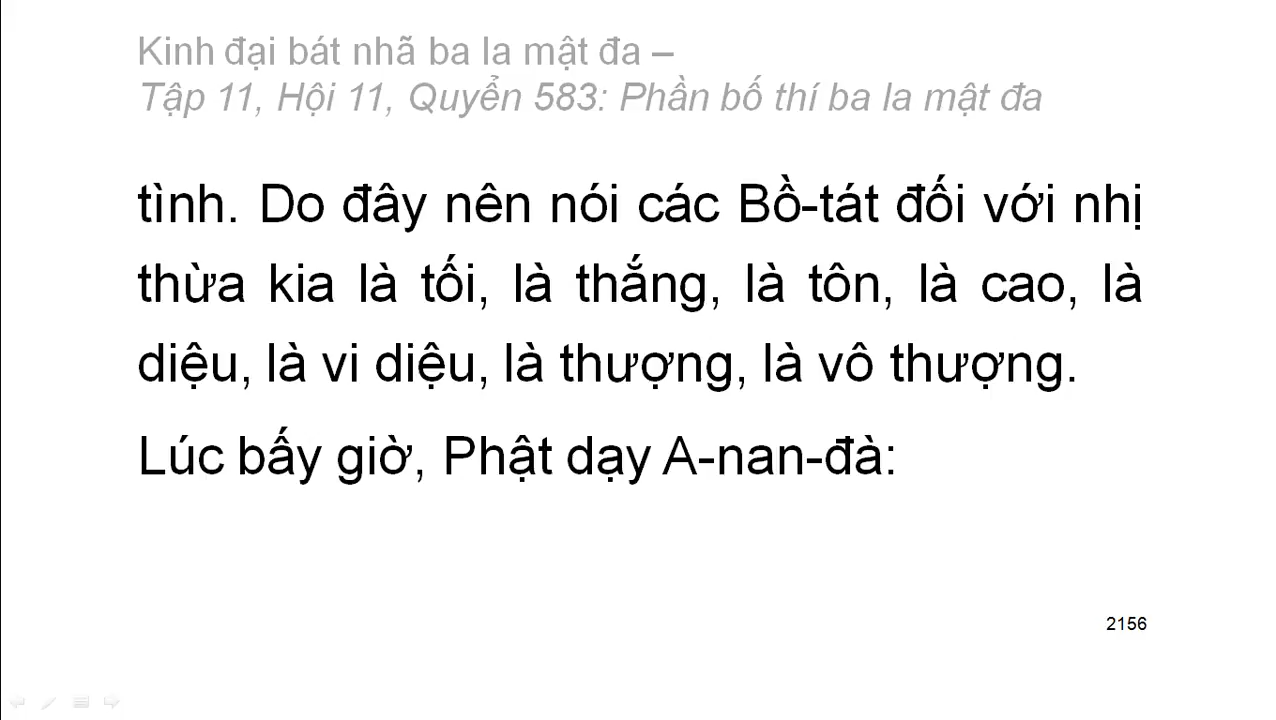 Kinh đại bát nhã ba la mật đa –
Tập 11, Hội 11, Quyển 583: Phần bố thí ba la mật đa
tình. Do đây nên nói các Bồ-tát đối với nhị
thừa kia là tối, là thắng, là tôn, là cao, là
diệu, là vi diệu, là thượng, là vô thượng.
Lúc bấy giờ, Phật dạy A-nan-đà:
2156